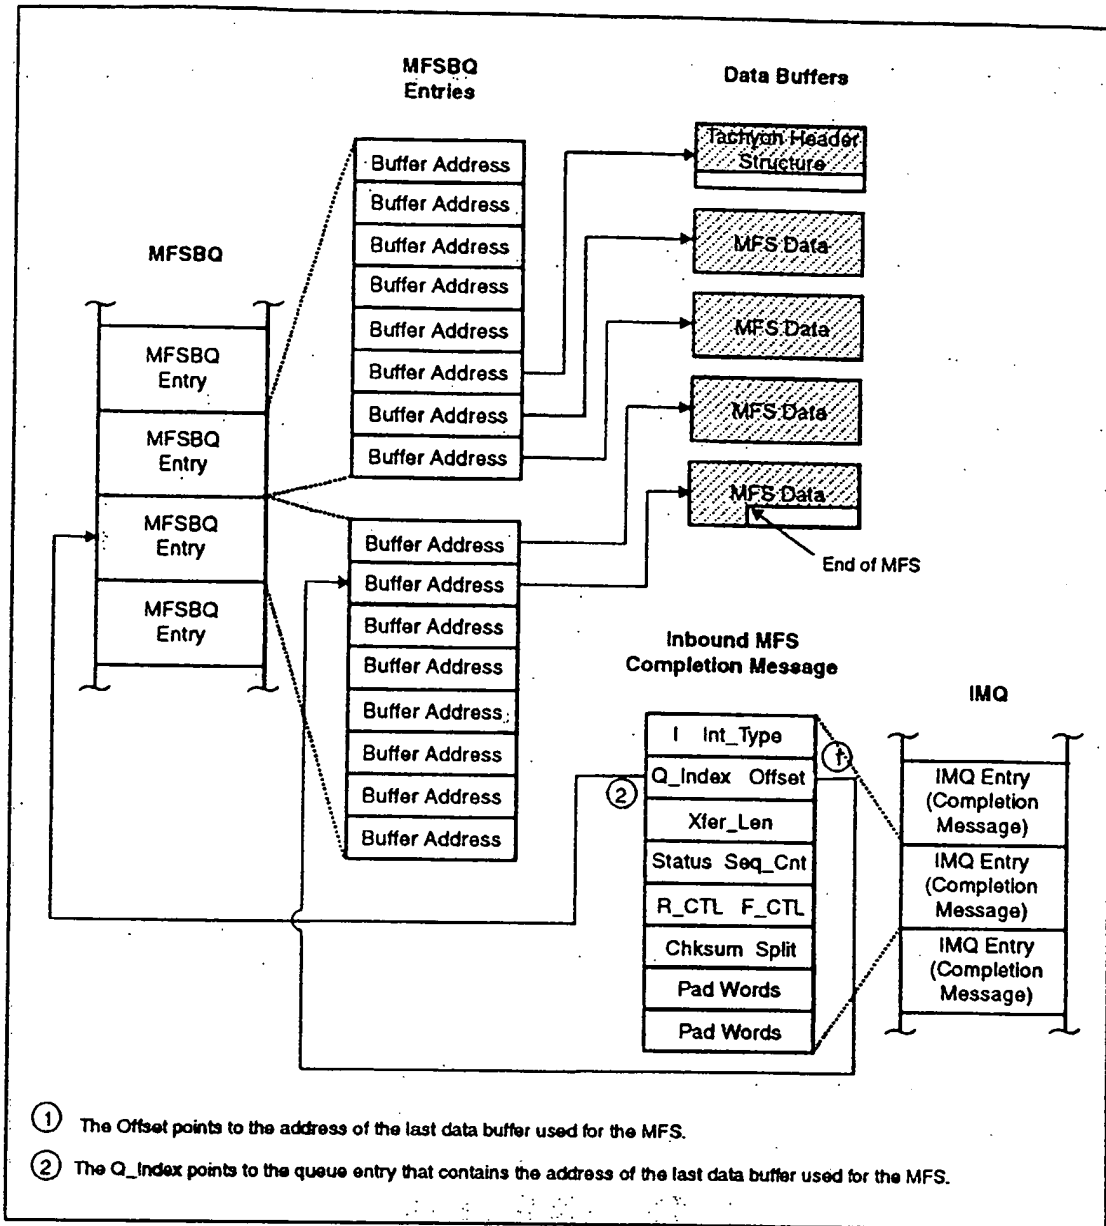 MFSBQ
Entries
Data Buffers
Buffer Address
Buffer Address
Buffer Address
Buffer Address
Buffer Address
Buffer Address
Buffer Address
Buffer Address
Tachyon Header
Structure
MFS Data
MFS Data
MFS Data
MFS Data
End of MFS
MFSBQ
MFSBQ
Entry
MFSBQ
Entry
MFSBQ
Entry
MFSBQ
Entry
Buffer Address
Buffer Address
Buffer Address
Buffer Address
Buffer Address
Buffer Address
Buffer Address
Buffer Address
Inbound MFS
Completion Message
I Int_Type
Q_Index Offset
Xfer_Len
Status Seq_Cnt
R_CTL F_CTL
Chksum Split
Pad Words
Pad Words
1
2
IMQ
IMQ Entry
(Completion
Message)
IMQ Entry
(Completion
Message)
IMQ Entry
(Completion
Message)
1 The Offset points to the address of the last data buffer used for the MFS.
2 The Q_Index points to the queue entry that contains the address of the last data buffer used for the MFS.